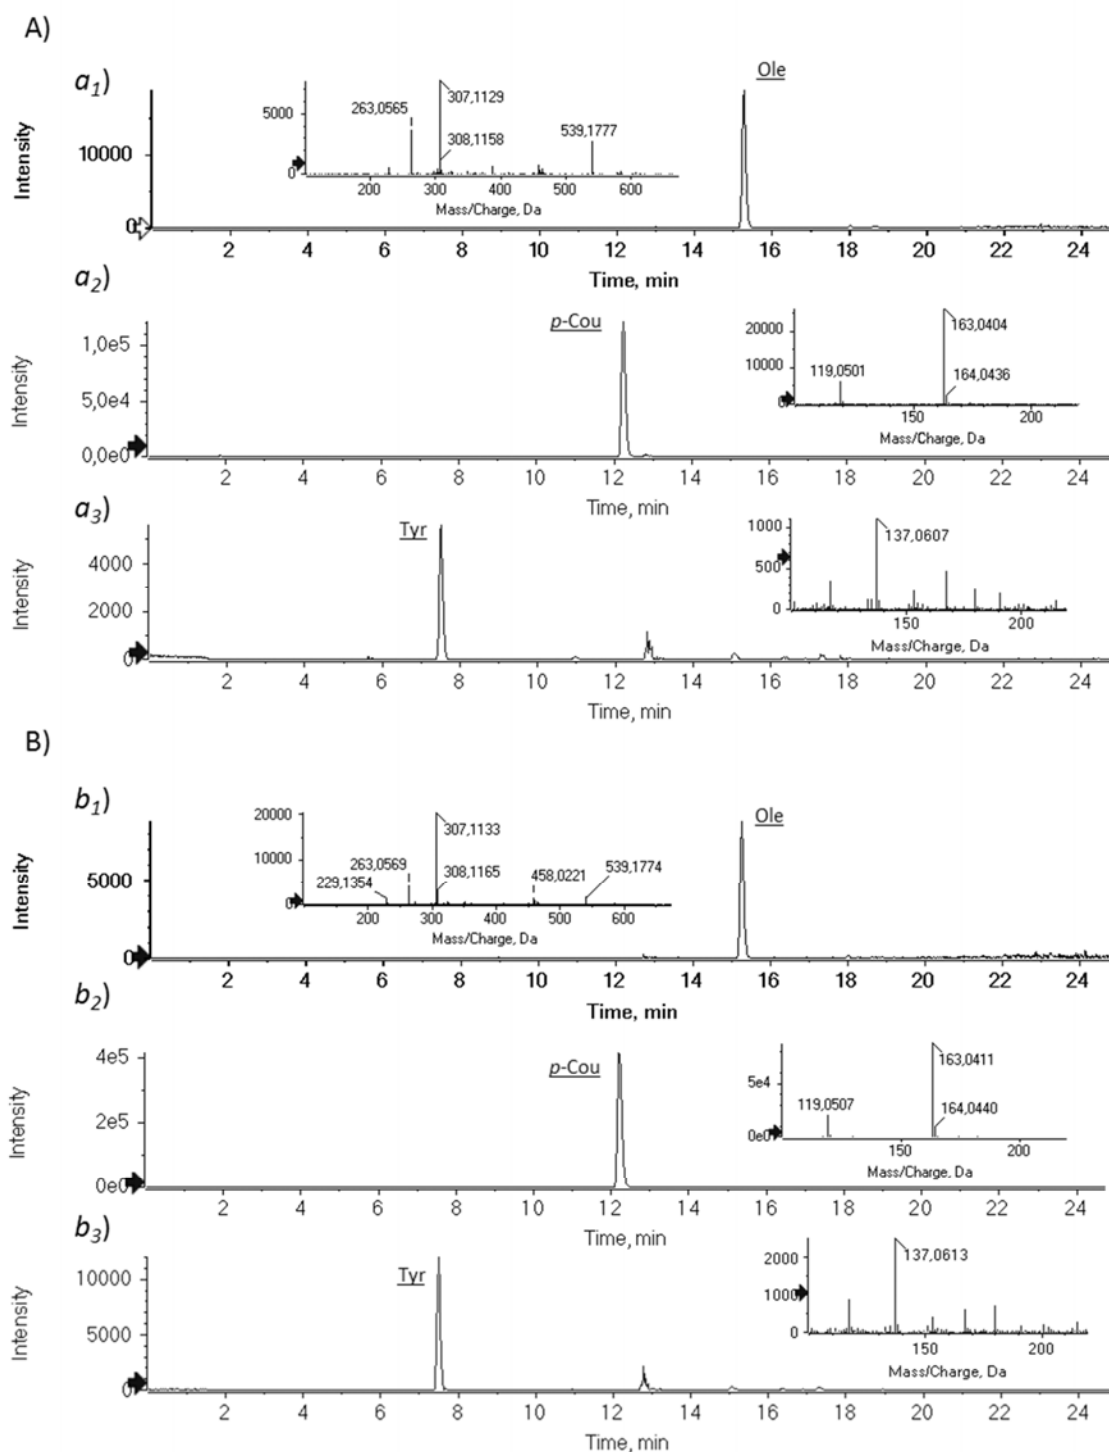 A)
a1)
Ole
Intensity
10000
0
5000
0
263,0565
307,1129
308,1158
539,1777
200 300 400 500 600
Mass/Charge, Da
2 4 6 8 10 12 14 16 18 20 22 24
Time, min
a2)
p-Cou
Intensity
1,0e5
5,0e4
0,0e0
20000
10000
0
163,0404
119,0501
164,0436
150 200
Mass/Charge, Da
2 4 6 8 10 12 14 16 18 20 22 24
Time, min
a3)
Tyr
Intensity
4000
2000
0
1000
500
0
137,0607
150 200
Mass/Charge, Da
2 4 6 8 10 12 14 16 18 20 22 24
Time, min
B)
b1)
Ole
Intensity
5000
0
20000
10000
0
307,1133
263,0569
308,1165
458,0221
539,1774
229,1354
200 300 400 500 600
Mass/Charge, Da
2 4 6 8 10 12 14 16 18 20 22 24
Time, min
b2)
p-Cou
Intensity
4e5
2e5
0e0
5e4
0e0
163,0411
119,0507
164,0440
150 200
Mass/Charge, Da
2 4 6 8 10 12 14 16 18 20 22 24
Time, min
b3)
Tyr
Intensity
10000
5000
0
2000
1000
0
137,0613
150 200
Mass/Charge, Da
2 4 6 8 10 12 14 16 18 20 22 24
Time, min